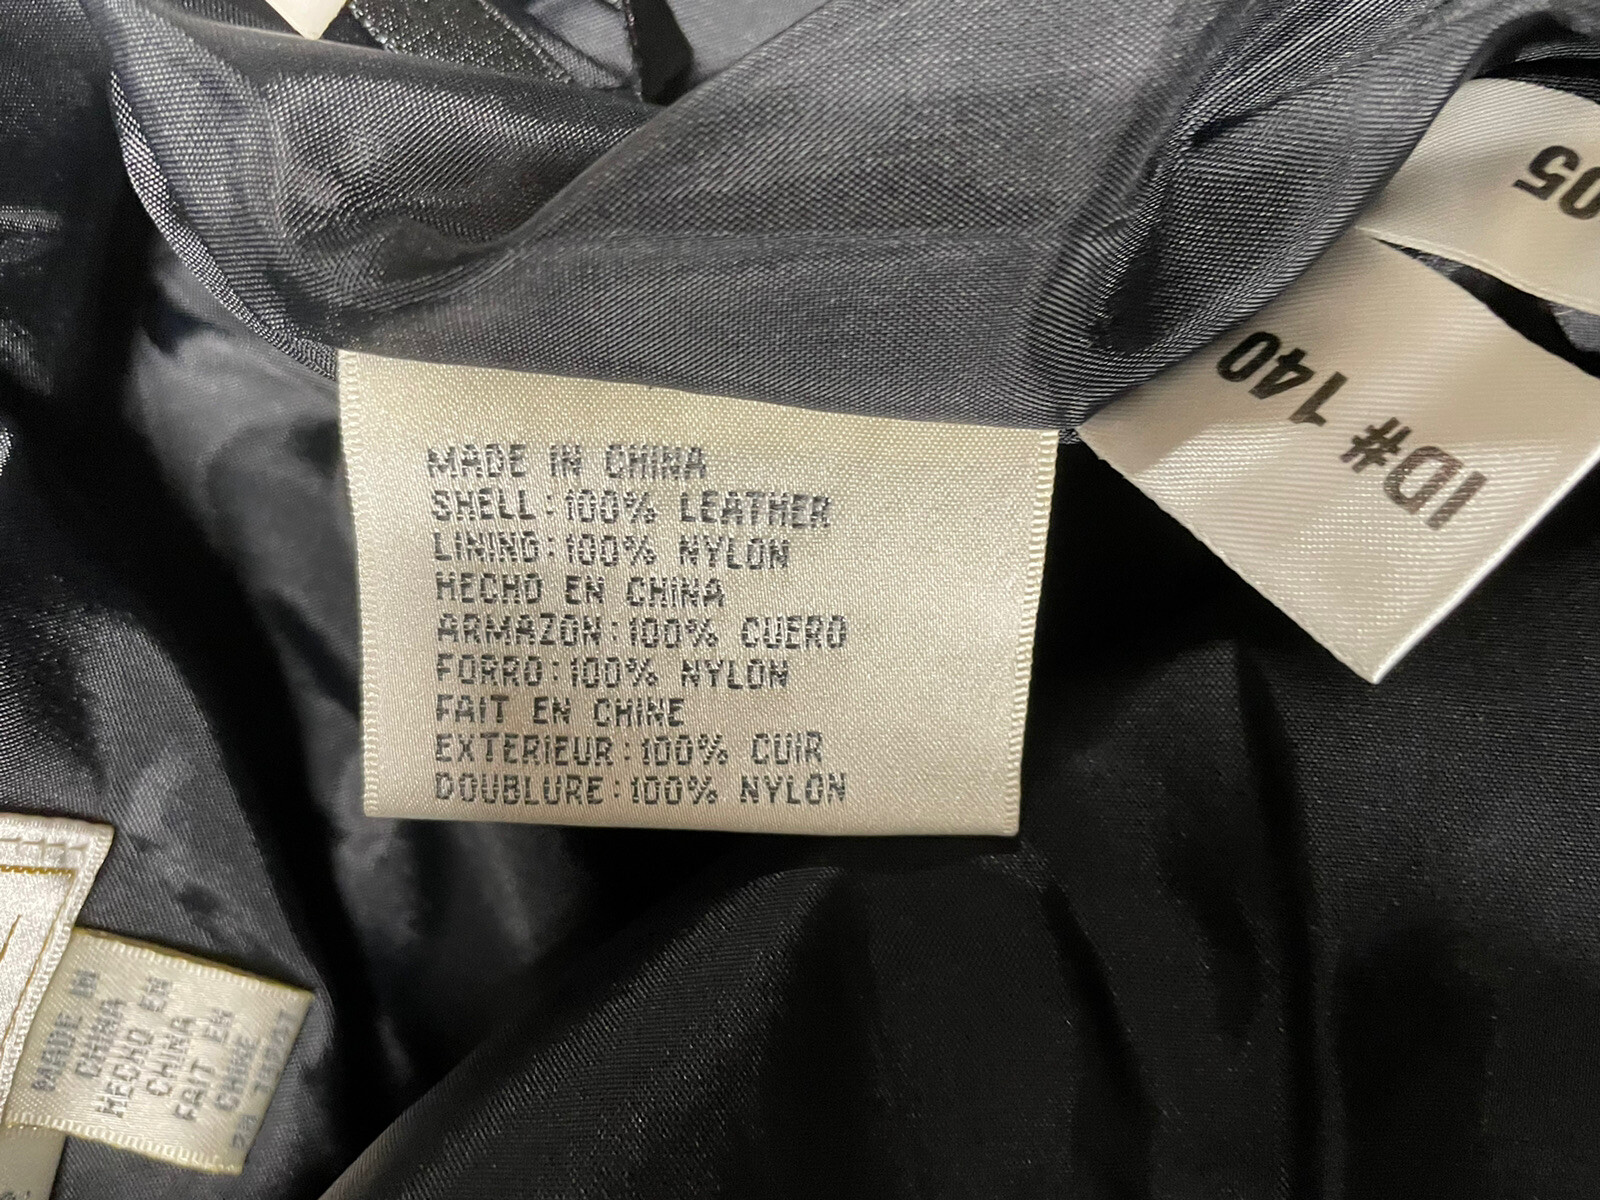 MADE IN CHINA
SHELL:100% LEATHER
LINING:100% NYLON
HECHO EN CHINA
ARMAZON:100% CUERO
FORRO:100% NYLON
FAIT EN CHINE
EXTERIEUR:100% CUIR
DOUBLURE:100% NYLON
05
ID# 140
MADE IN
CHINA
HECHO EN
CHINA
FAIT EN
CHINE